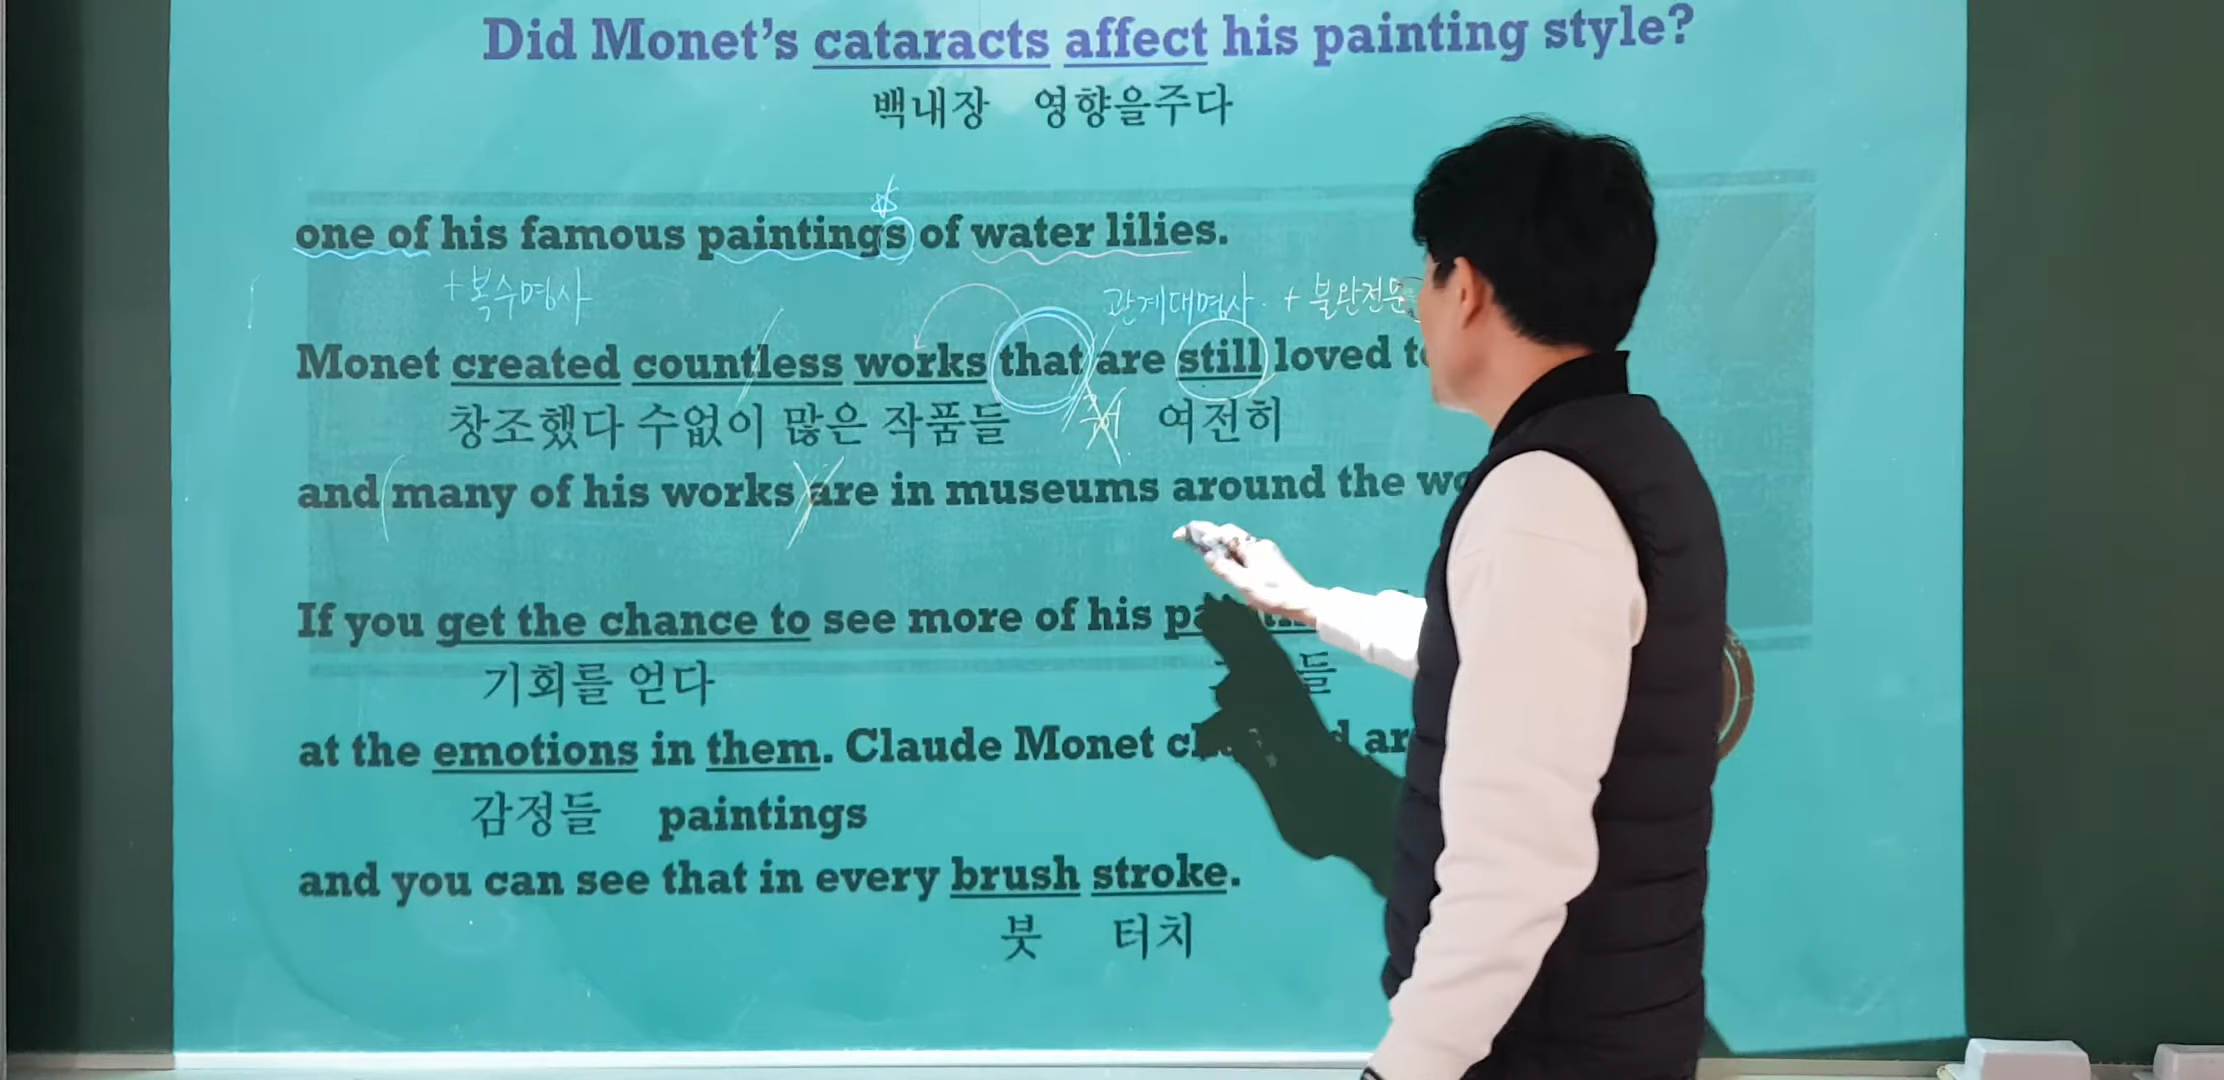 Did Monet's cataracts affect his painting style?
백내장 영향을주다
one of his famous paintings of water lilies.
+복수명사
관계대명사. + 불완전문
Monet created countless works that are still loved
창조했다 수없이 많은 작품들 여전히
and many of his works are in museums around the
If you get the chance to see more of his
기회를 얻다
at the emotions in them. Claude Monet
감정들 paintings
and you can see that in every brush stroke.
붓 터치